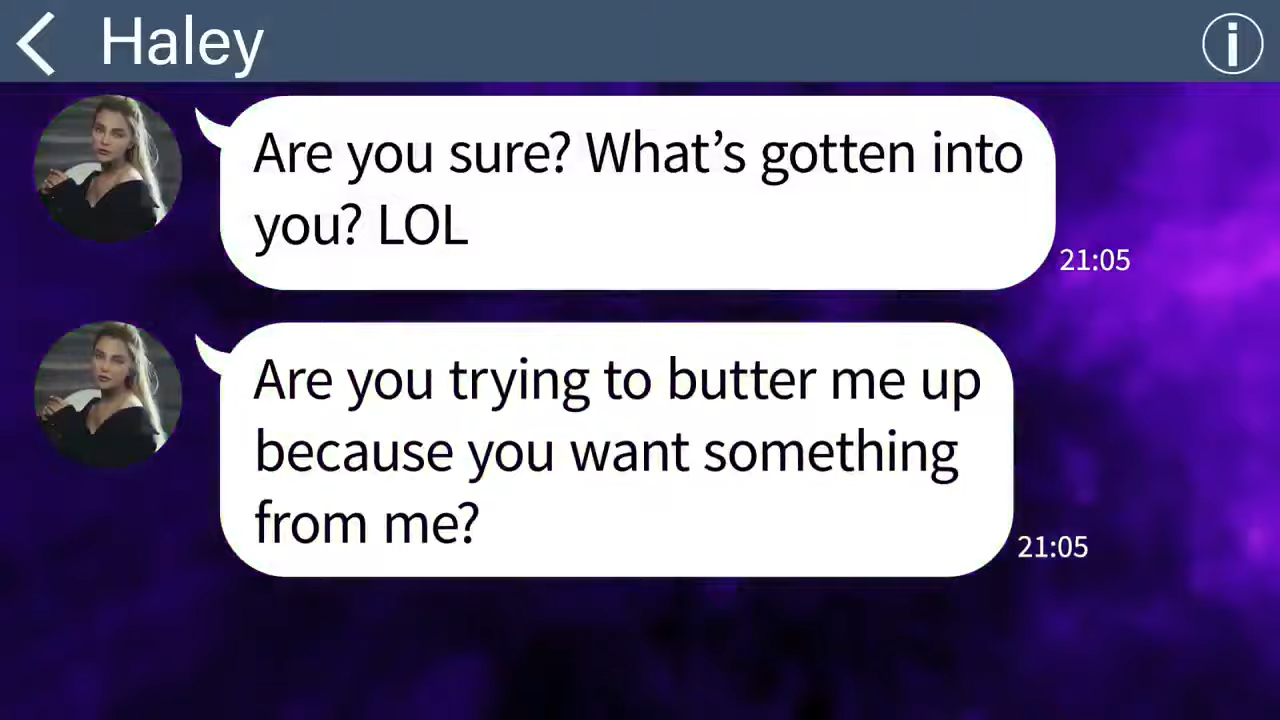 Haley
Are you sure? What’s gotten into
you? LOL
21:05
Are you trying to butter me up
because you want something
from me?
21:05